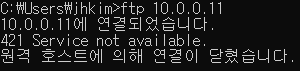 C:\Users\jhkim>ftp 10.0.0.11
10.0.0.11에 연결되었습니다.
421 Service not available.
원격 호스트에 의해 연결이 닫혔습니다.